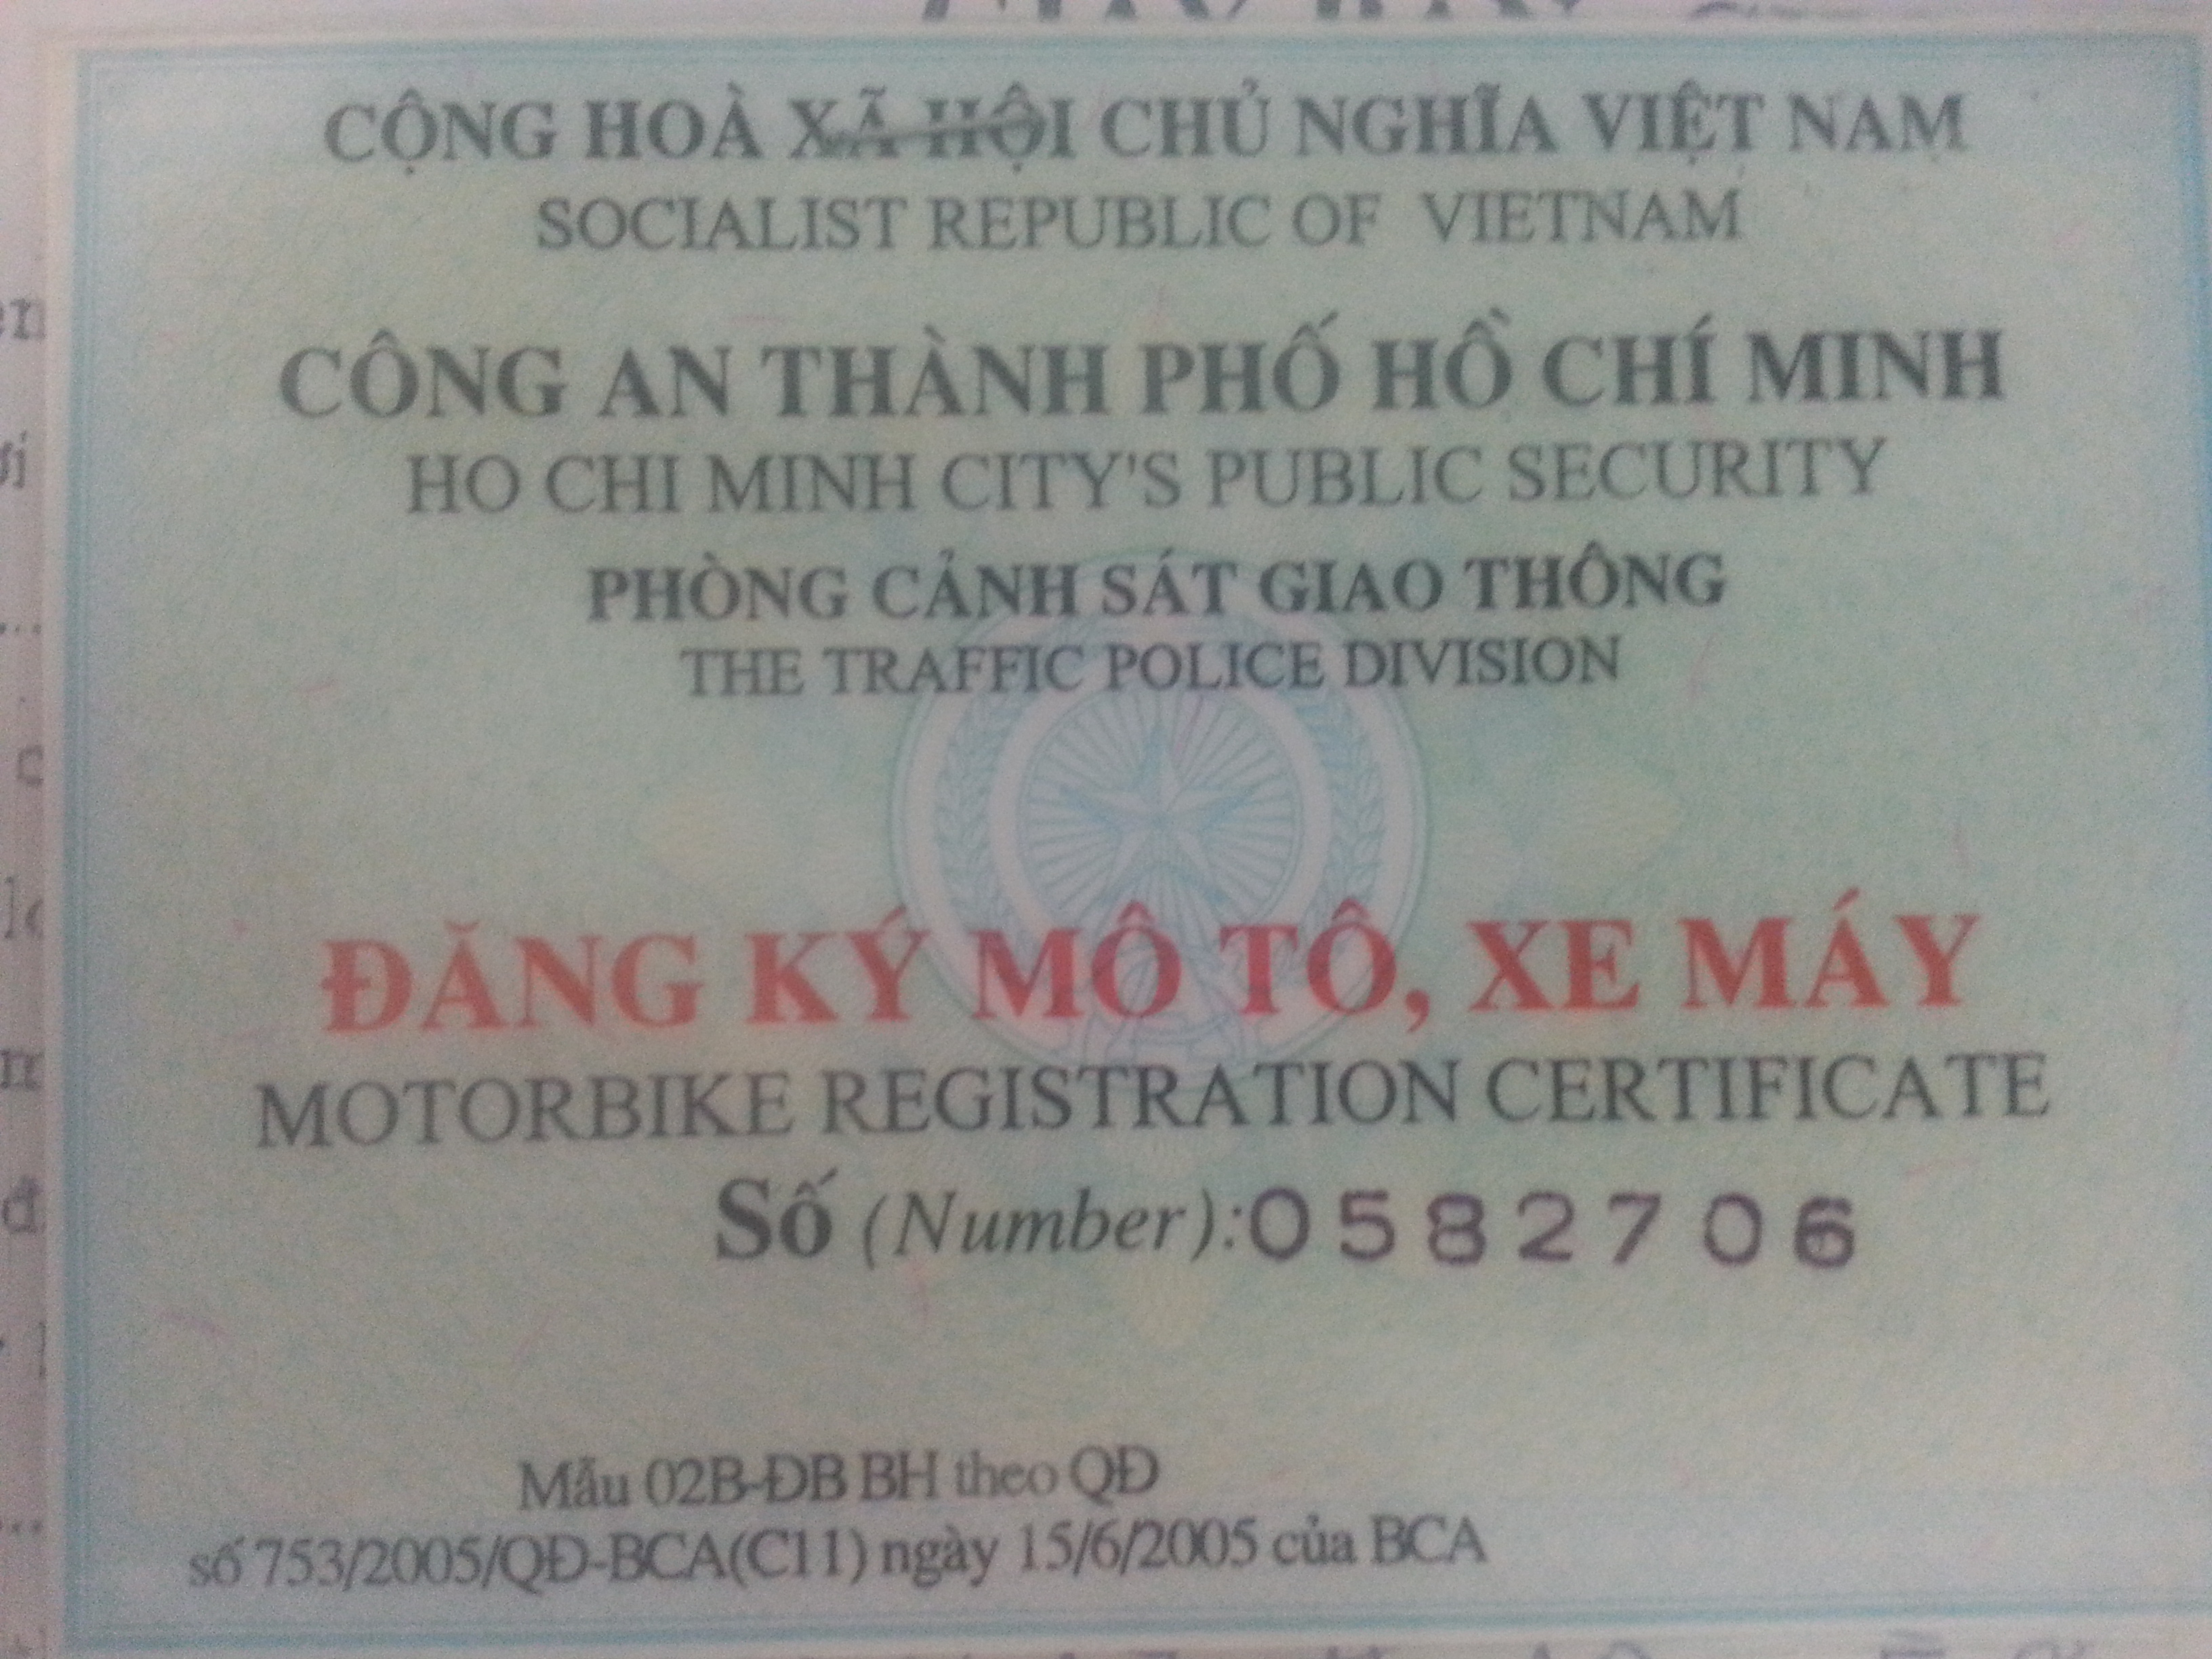 CỘNG HOÀ XÃ HỘI CHỦ NGHĨA VIỆT NAM
SOCIALIST REPUBLIC OF VIETNAM
CÔNG AN THÀNH PHỐ HỒ CHÍ MINH
HO CHI MINH CITY'S PUBLIC SECURITY
PHÒNG CẢNH SÁT GIAO THÔNG
THE TRAFFIC POLICE DIVISION
ĐĂNG KÝ MÔ TÔ, XE MÁY
MOTORBIKE REGISTRATION CERTIFICATE
Số (Number):0582706
Mẫu 02B-ĐB BH theo QĐ
số 753/2005/QĐ-BCA(C11) ngày 15/6/2005 của BCA